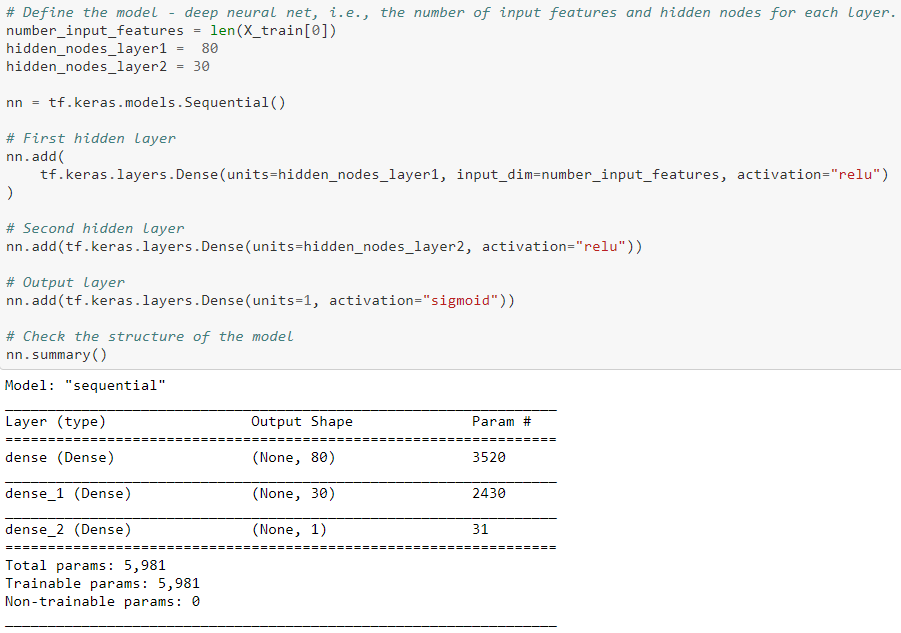 # Define the model - deep neural net, i.e., the number of input features and hidden nodes for each layer.
number_input_features = len(X_train[0])
hidden_nodes_layer1 =  80
hidden_nodes_layer2 = 30

nn = tf.keras.models.Sequential()

# First hidden layer
nn.add(
    tf.keras.layers.Dense(units=hidden_nodes_layer1, input_dim=number_input_features, activation="relu")
)

# Second hidden layer
nn.add(tf.keras.layers.Dense(units=hidden_nodes_layer2, activation="relu"))

# Output layer
nn.add(tf.keras.layers.Dense(units=1, activation="sigmoid"))

# Check the structure of the model
nn.summary()
Model: "sequential"
_________________________________________________________________
Layer (type)                 Output Shape              Param #
=================================================================
dense (Dense)                (None, 80)                3520
_________________________________________________________________
dense_1 (Dense)              (None, 30)                2430
_________________________________________________________________
dense_2 (Dense)              (None, 1)                 31
=================================================================
Total params: 5,981
Trainable params: 5,981
Non-trainable params: 0
_________________________________________________________________